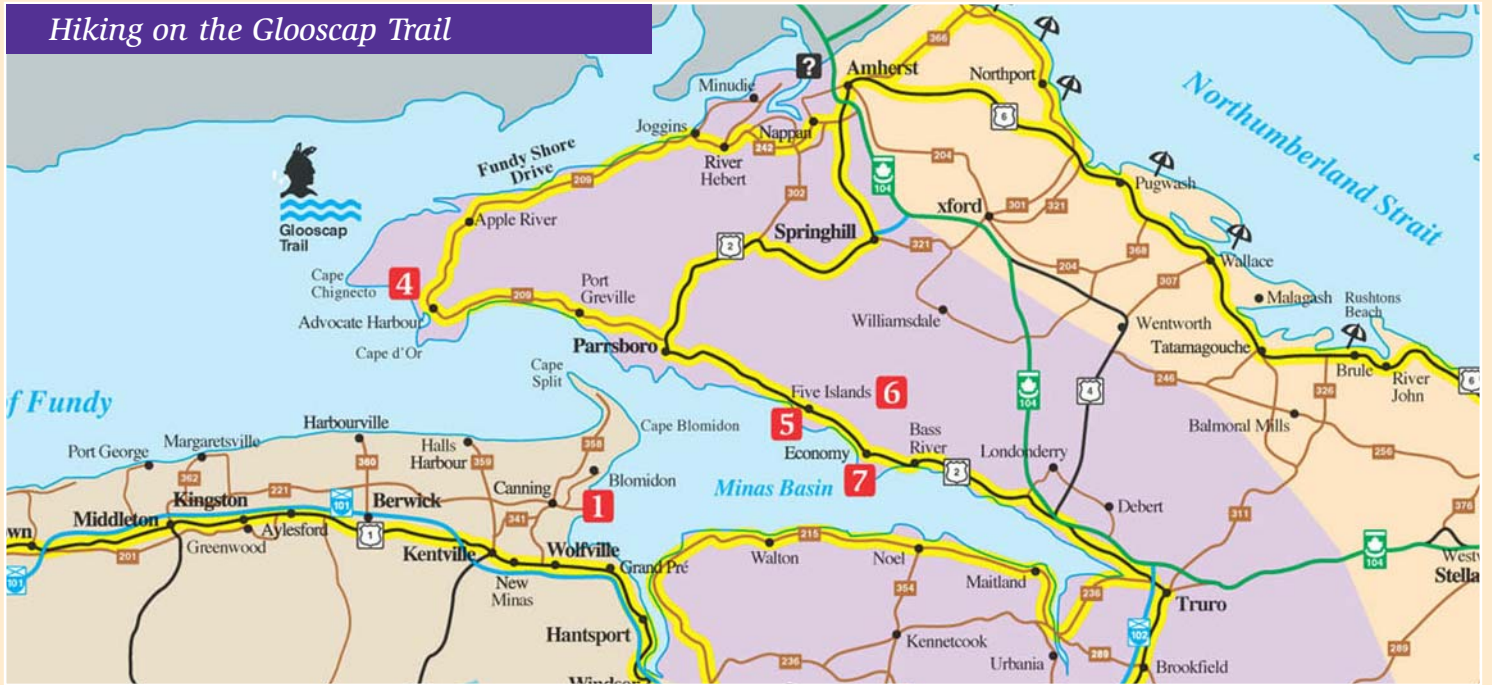 Hiking on the Glooscap Trail
?
Amherst
366
Northport
Minudie
6
Northumberland Strait
Joggins
Nappan
242
River
Hebert
Fundy Shore
Drive
209
104
204
Pugwash
302
Glooscap
Trail
Apple River
xford
301
321
2
Springhill
321
368
Wallace
204
307
Cape
Chignecto
4
209
Port
Greville
Malagash
Rushtons
Beach
Advocate Harbour
Williamsdale
Wentworth
Cape d'Or
Parrsboro
Tatamagouche
Cape
Split
Brule
River
John
6
246
326
104
4
Five Islands
6
of Fundy
Harbourville
5
Cape Blomidon
Bass
River
Balmoral Mills
Port George
Margaretsville
Halls
Harbour
359
358
Economy
Londonderry
256
360
362
Blomidon
Minas Basin
7
2
221
101
Kingston
Berwick
Canning
1
Debert
376
311
wn
Middleton
Aylesford
1
341
Greenwood
201
Kentville
Wolfville
Grand Pré
215
Walton
Noel
Maitland
104
Westv
Stella
101
New
Minas
354
236
Truro
Hantsport
102
Kennetcook
236
Urbania
289
Brookfield
289
Windsor